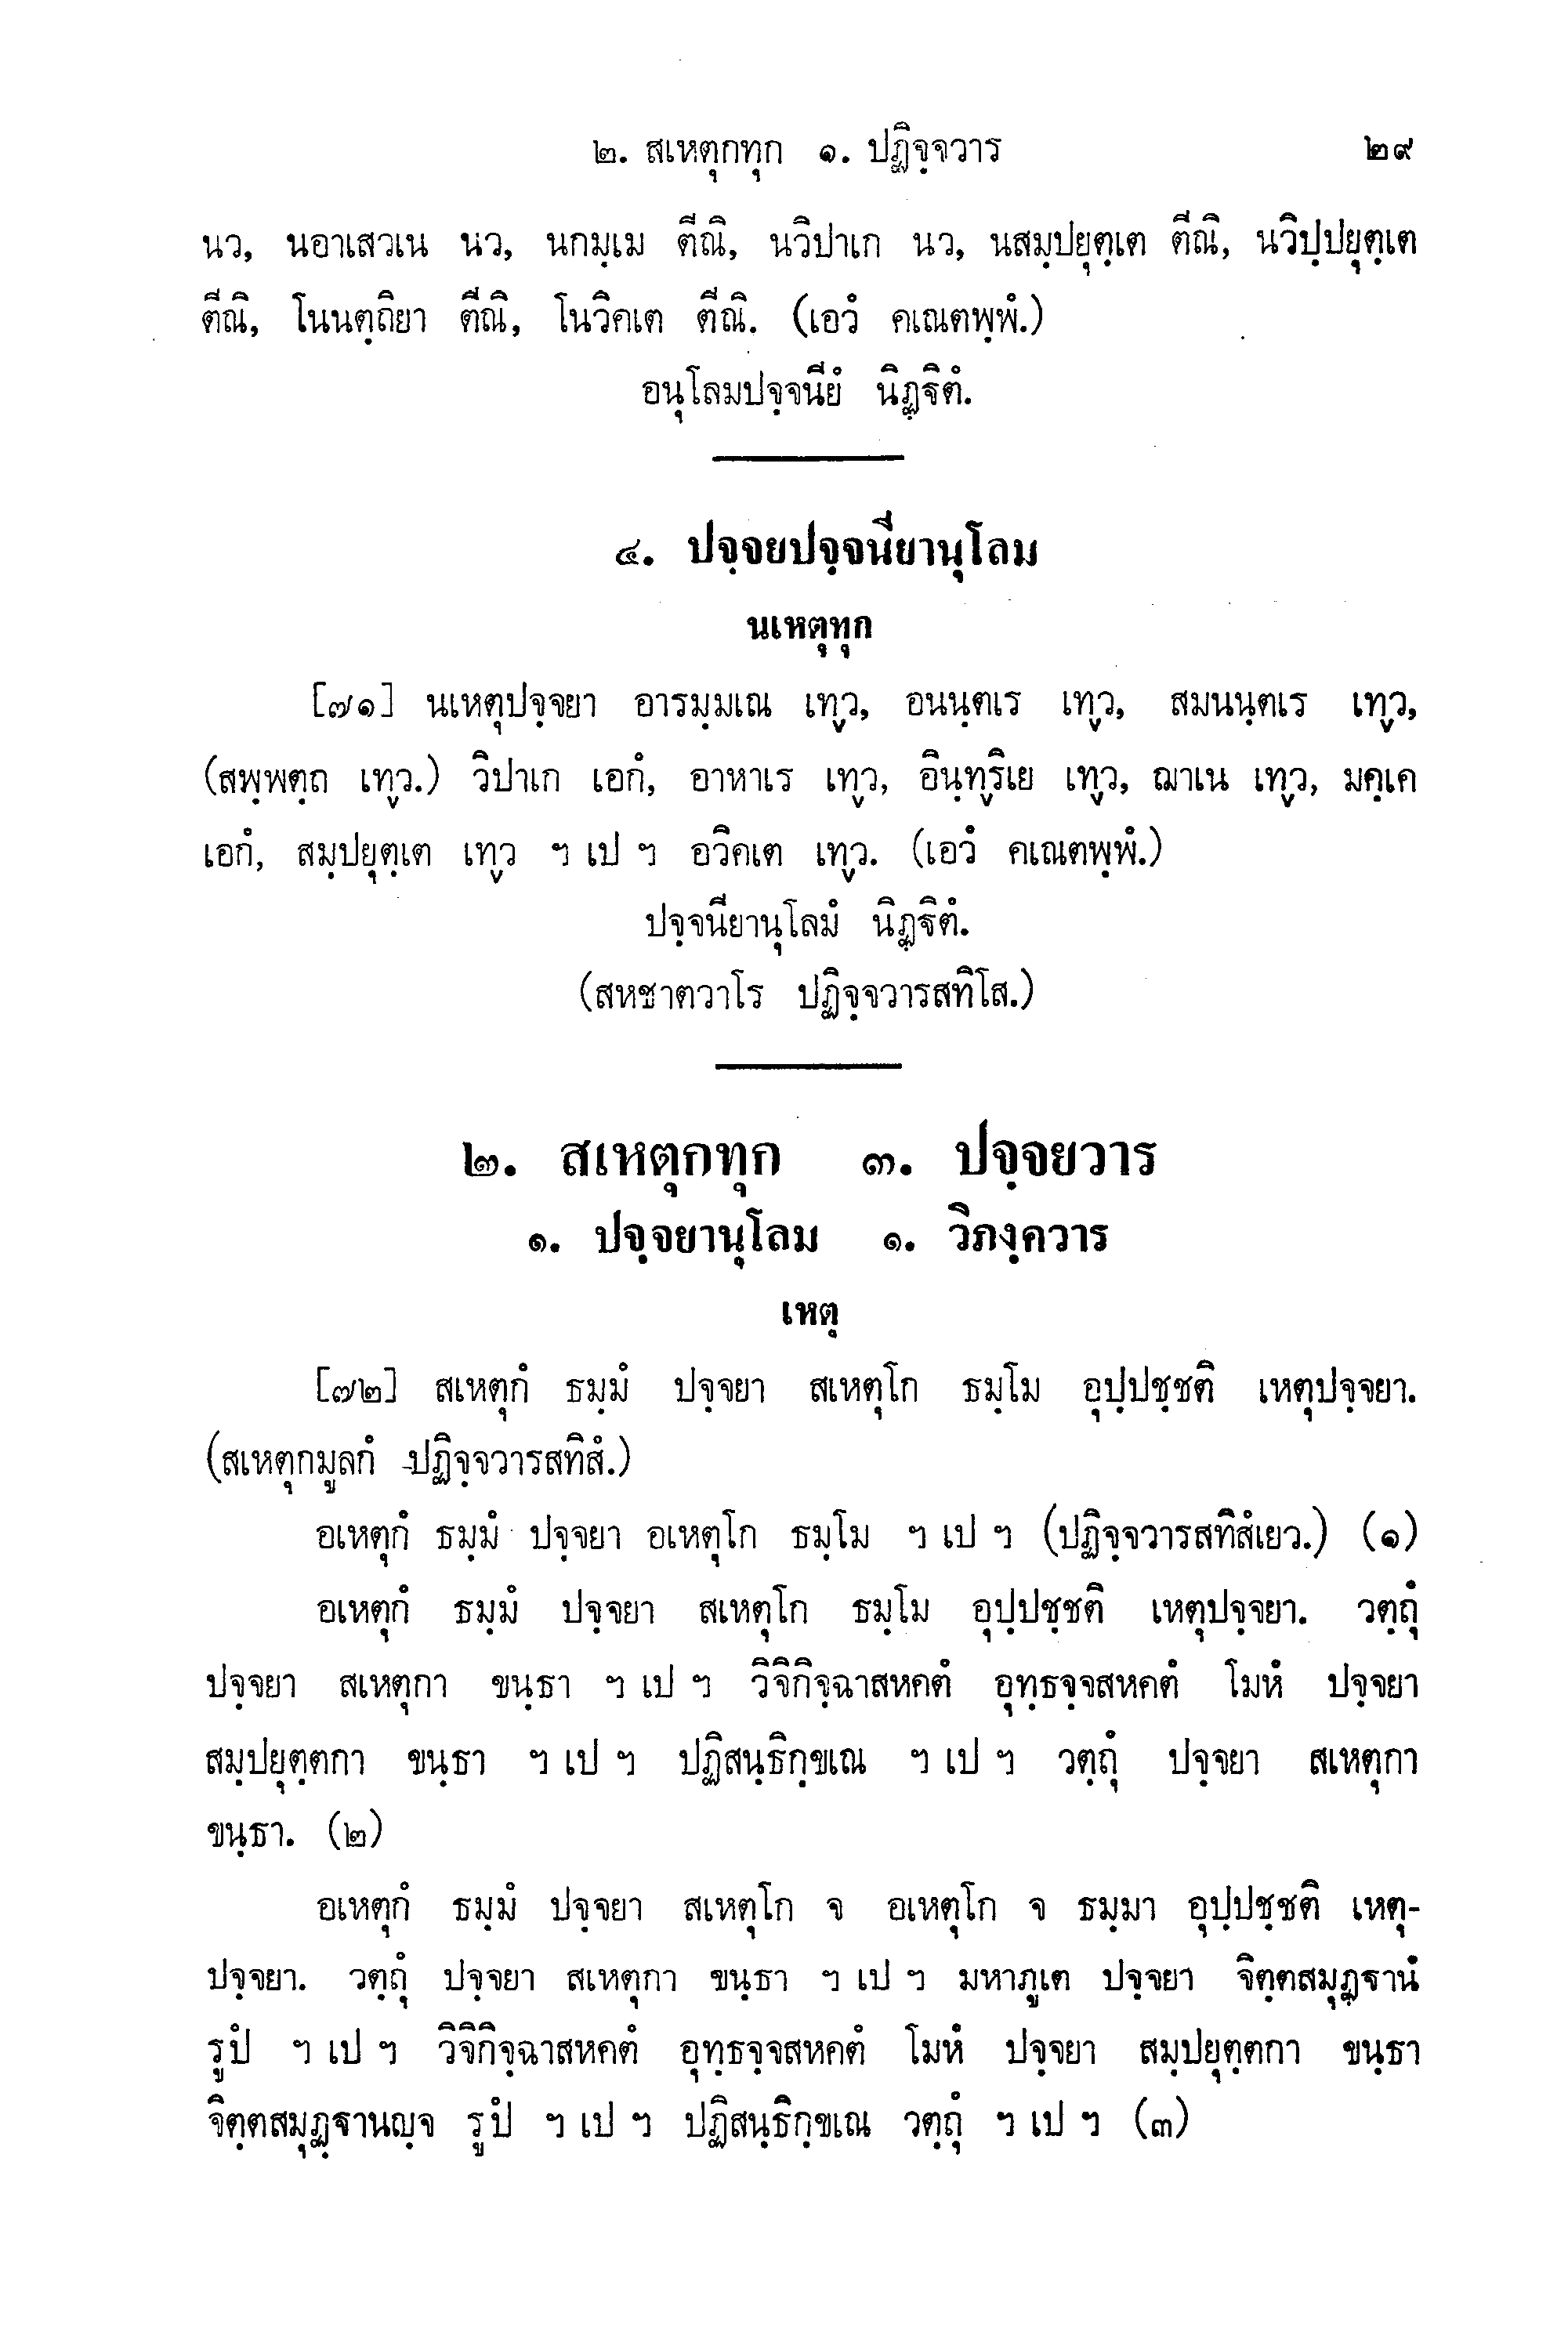 ๒. สเหตุกทุก ๑. ปฏิจฺจวาร ๒๙
นว, นอาเสวเน นว, นกมฺเม ตีณิ, นวิปาเก นว, นสมฺปยุตฺเต ตีณิ, นวิปฺปยุตฺเต
ตีณิ, โนนตฺถิยา ตีณิ, โนวิคเต ตีณิ. (เอวํ คเณตพฺพํ.)
อนุโลมปจฺจนียํ นิฏฺฐิตํ.
๔. ปจฺจยปจฺจนียานุโลม
นเหตุทุก
[๗๑] นเหตุปจฺจยา อารมฺมเณ เทฺว, อนนฺตเร เทฺว, สมนนฺตเร เทฺว,
(สพฺพตฺถ เทฺว.) วิปาเก เอกํ, อาหาเร เทฺว, อินฺทฺริเย เทฺว, ฌาเน เทฺว, มคฺเค
เอกํ, สมฺปยุตฺเต เทฺว ฯ เป ฯ อวิคเต เทฺว. (เอวํ คเณตพฺพํ.)
ปจฺจนียานุโลมํ นิฏฺฐิตํ.
(สหชาตวาโร ปฏิจฺจวารสทิโส.)
๒. สเหตุกทุก ๓. ปจฺจยวาร
๑. ปจฺจยานุโลม ๑. วิภงฺควาร
เหตุ
[๗๒] สเหตุกํ ธมฺมํ ปจฺจยา สเหตุโก ธมฺโม อุปฺปชฺชติ เหตุปจฺจยา.
(สเหตุกมูลกํ ปฏิจฺจวารสทิสํ.)
อเหตุกํ ธมฺมํ ปจฺจยา อเหตุโก ธมฺโม ฯ เป ฯ (ปฏิจฺจวารสทิสํเยว.) (๑)
อเหตุกํ ธมฺมํ ปจฺจยา สเหตุโก ธมฺโม อุปฺปชฺชติ เหตุปจฺจยา. วตฺถุํ
ปจฺจยา สเหตุกา ขนฺธา ฯ เป ฯ วิจิกิจฺฉาสหคตํ อุทฺธจฺจสหคตํ โมหํ ปจฺจยา
สมฺปยุตฺตกา ขนฺธา ฯ เป ฯ ปฏิสนฺธิกฺขเณ ฯ เป ฯ วตฺถุํ ปจฺจยา สเหตุกา
ขนฺธา. (๒)
อเหตุกํ ธมฺมํ ปจฺจยา สเหตุโก จ อเหตุโก จ ธมฺมา อุปฺปชฺชติ เหตุ-
ปจฺจยา. วตฺถุํ ปจฺจยา สเหตุกา ขนฺธา ฯ เป ฯ มหาภูเต ปจฺจยา จิตฺตสมุฏฺฐานํ
รูปํ ฯ เป ฯ วิจิกิจฺฉาสหคตํ อุทฺธจฺจสหคตํ โมหํ ปจฺจยา สมฺปยุตฺตกา ขนฺธา
จิตฺตสมุฏฺฐานญฺจ รูปํ ฯ เป ฯ ปฏิสนฺธิกฺขเณ วตฺถุํ ฯ เป ฯ (๓)